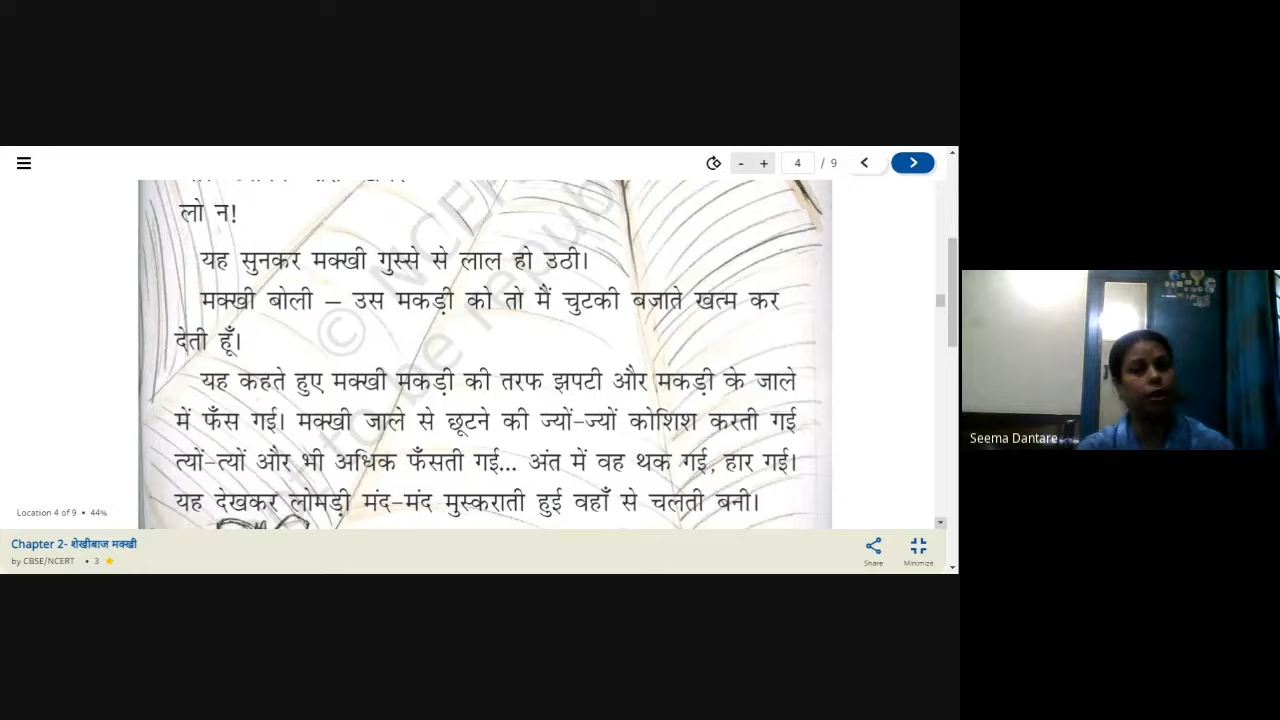 - + 4 / 9
लो न!
यह सुनकर मक्खी गुस्से से लाल हो उठी।
मक्खी बोली – उस मकड़ी को तो मैं चुटकी बजाते खत्म कर
देती हूँ।
यह कहते हुए मक्खी मकड़ी की तरफ झपटी और मकड़ी के जाले
में फँस गई। मक्खी जाले से छूटने की ज्यों-ज्यों कोशिश करती गई
त्यों-त्यों और भी अधिक फँसती गई... अंत में वह थक गई, हार गई।
यह देखकर लोमड़ी मंद-मंद मुस्कराती हुई वहाँ से चलती बनी।
© NCERT
be repub
Location 4 of 9 • 44%
Chapter 2- शेखीबाज मक्खी
by CBSE/NCERT • 3
Share
Minimize
Seema Dantare